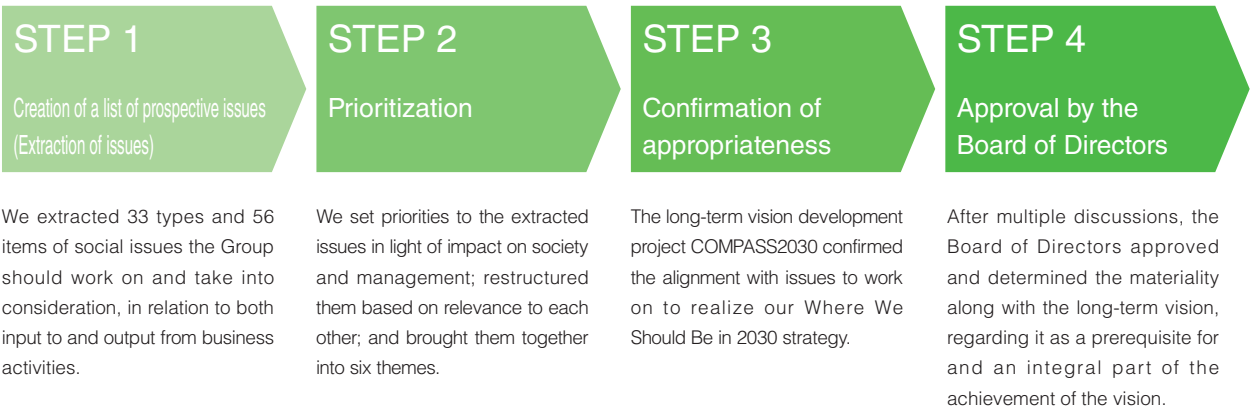 STEP 1
Creation of a list of prospective issues
(Extraction of issues)
We extracted 33 types and 56
items of social issues the Group
should work on and take into
consideration, in relation to both
input to and output from business
activities.
STEP 2
Prioritization
We set priorities to the extracted
issues in light of impact on society
and management; restructured
them based on relevance to each
other; and brought them together
into six themes.
STEP 3
Confirmation of
appropriateness
The long-term vision development
project COMPASS2030 confirmed
the alignment with issues to work
on to realize our Where We
Should Be in 2030 strategy.
STEP 4
Approval by the
Board of Directors
After multiple discussions, the
Board of Directors approved
and determined the materiality
along with the long-term vision,
regarding it as a prerequisite for
and an integral part of the
achievement of the vision.